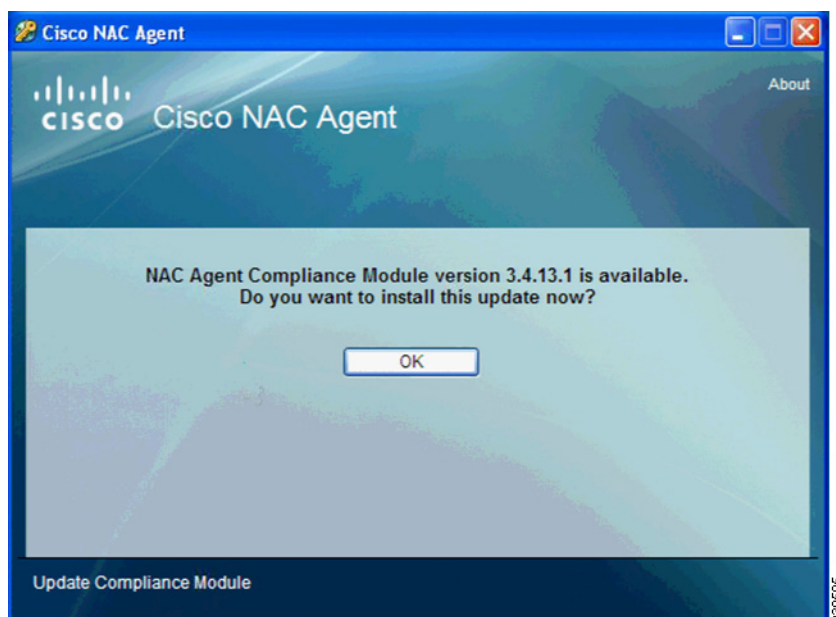 Cisco NAC Agent
About
CISCO Cisco NAC Agent
NAC Agent Compliance Module version 3.4.13.1 is available.
Do you want to install this update now?
OK
Update Compliance Module